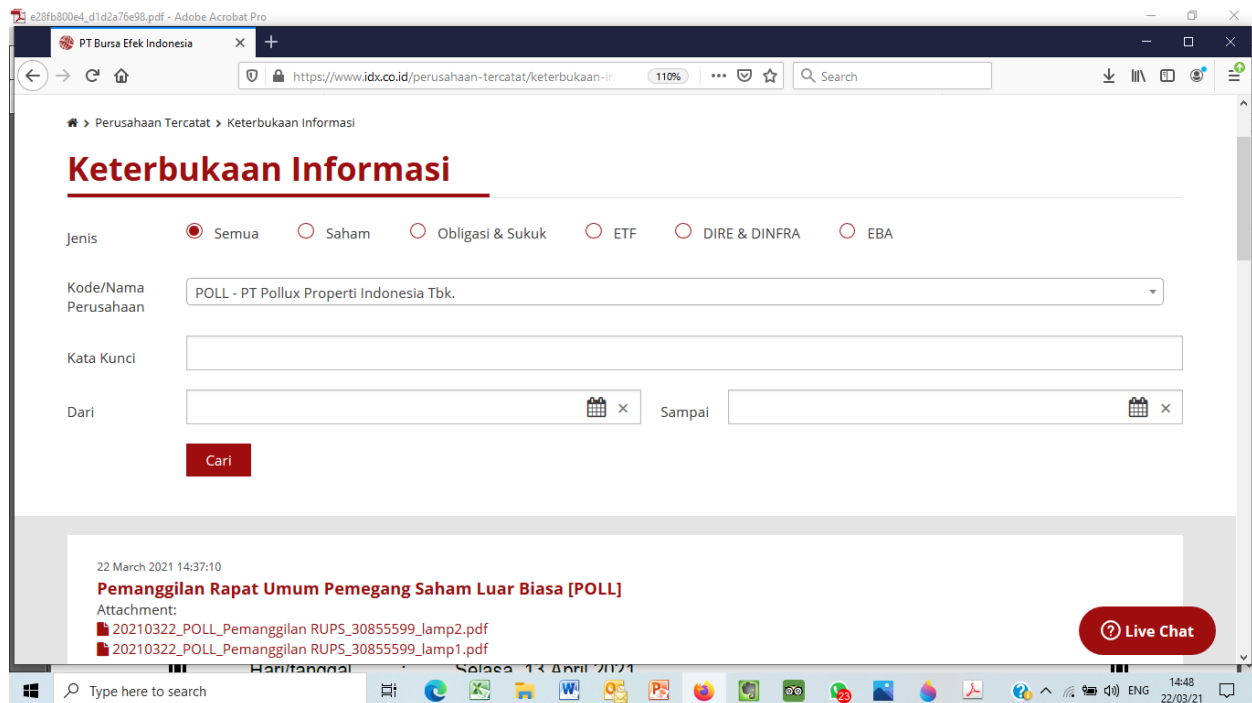 e28fb800e4_d1d2a76e98.pdf - Adobe Acrobat Pro
PT Bursa Efek Indonesia
https://www.idx.co.id/perusahaan-tercatat/keterbukaan-in
110%
Search
> Perusahaan Tercatat > Keterbukaan Informasi
Keterbukaan Informasi
Jenis
Semua
Saham
Obligasi & Sukuk
ETF
DIRE & DINFRA
EBA
Kode/Nama
Perusahaan
POLL - PT Pollux Properti Indonesia Tbk.
Kata Kunci
Dari
Sampai
Cari
22 March 2021 14:37:10
Pemanggilan Rapat Umum Pemegang Saham Luar Biasa [POLL]
Attachment:
20210322_POLL_Pemanggilan RUPS_30855599_lamp2.pdf
20210322_POLL_Pemanggilan RUPS_30855599_lamp1.pdf
Live Chat
Hari/tanggal : Selasa, 13 April 2021
Type here to search
23
ENG
14:48
22/03/21